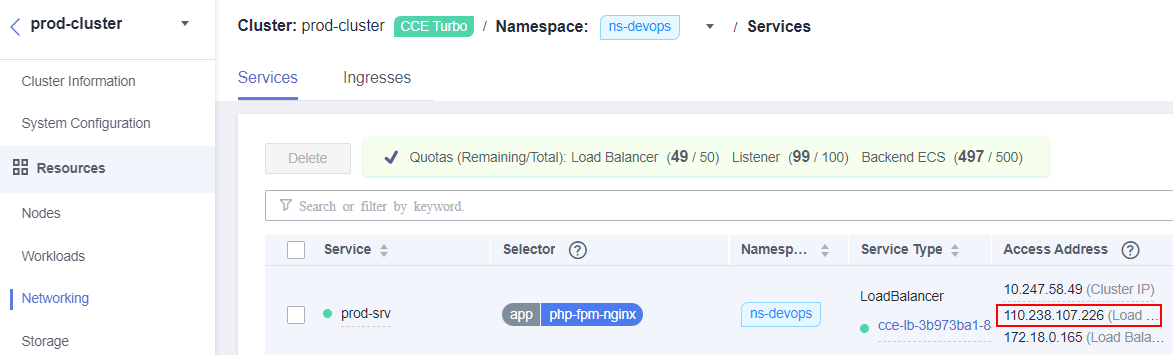 prod-cluster
Cluster: prod-cluster CCE Turbo / Namespace: ns-devops / Services
Cluster Information
System Configuration
Resources
Nodes
Workloads
Networking
Storage
Services Ingresses
Delete
Quotas (Remaining/Total): Load Balancer (49 / 50) Listener (99 / 100) Backend ECS (497 / 500)
Search or filter by keyword.
Service Selector ? Namesp... Service Type Access Address ?
prod-srv
app php-fpm-nginx
ns-devops
LoadBalancer
cce-lb-3b973ba1-8
10.247.58.49 (Cluster IP)
110.238.107.226 (Load ...
172.18.0.165 (Load Bala...